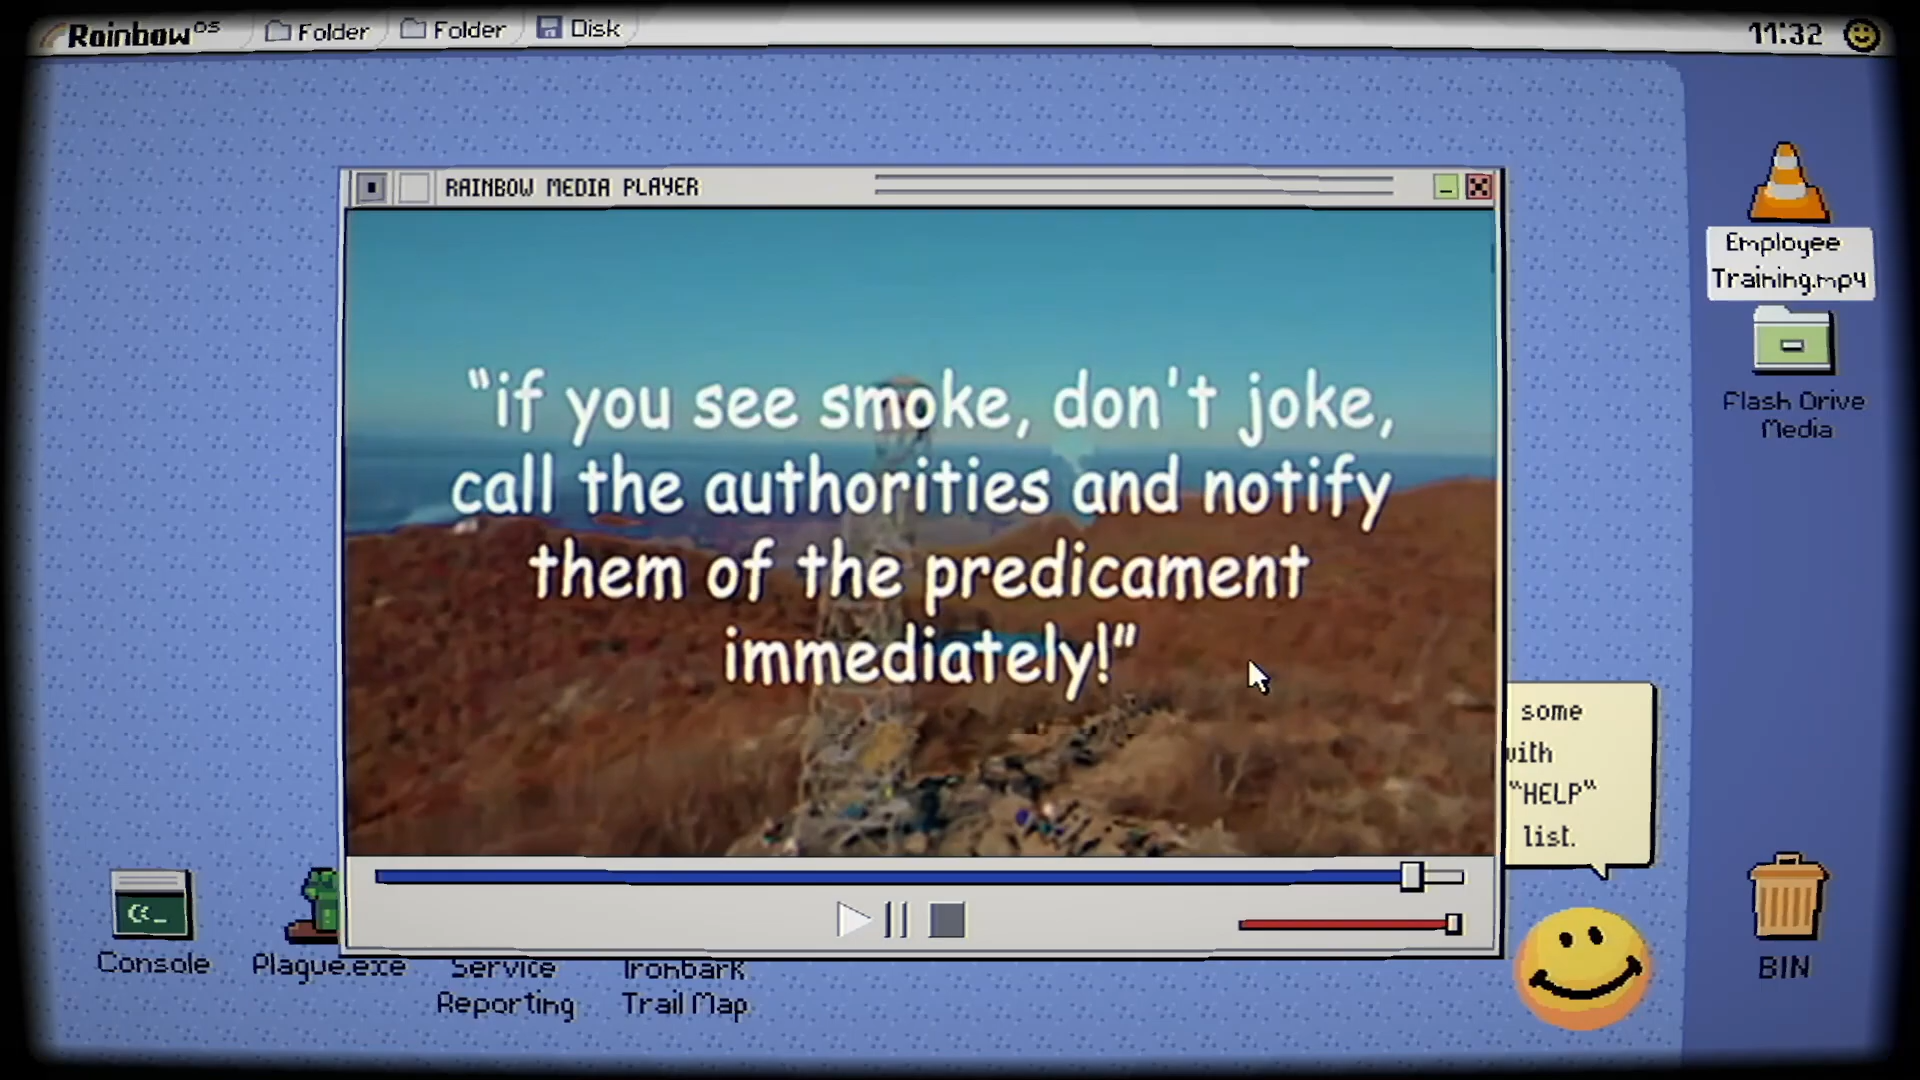 Rainbow OS
Folder
Folder
Disk
11:32
RAINBOW MEDIA PLAYER
"if you see smoke, don't joke,
call the authorities and notify
them of the predicament
immediately!"
Employee
Training.mp4
Flash Drive
Media
some
with
"HELP"
list.
Console
Plague.exe
Service
Reporting
Ironbark
Trail Map
BIN